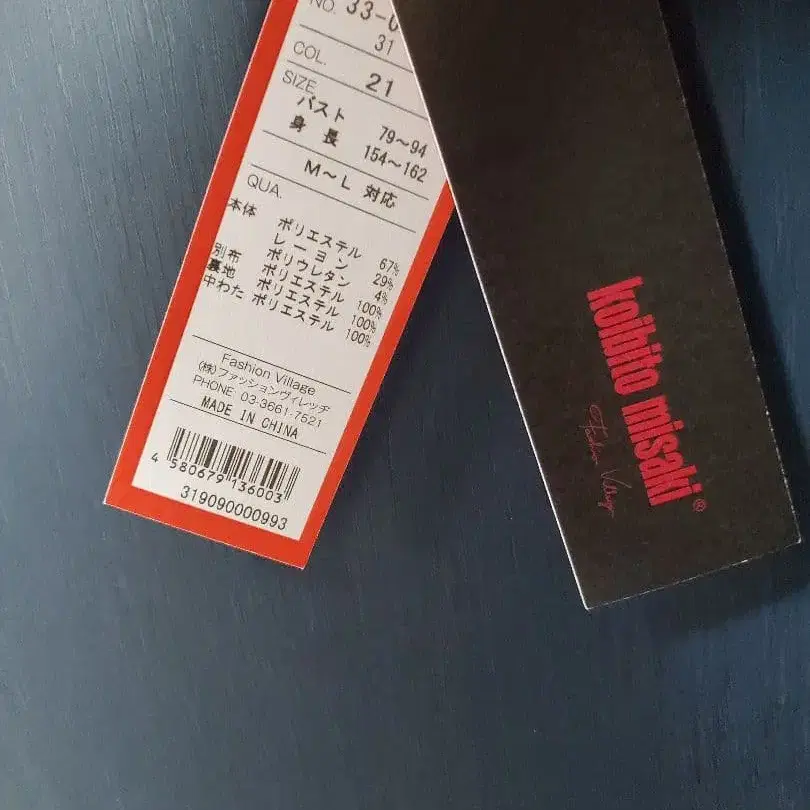 NO. 33-0
31
COL. 21
SIZE
バスト 79~94
身長 154~162
M~L 対応
QUA.
本体 ポリエステル 67%
レーヨン 29%
ポリウレタン 4%
別布 ポリエステル 100%
裏地 ポリエステル 100%
中わた ポリエステル 100%
Fashion Village
(株)ファッションヴィレッヂ
PHONE: 03-3661-7521
MADE IN CHINA
4 580679 136003
319090000993
koibito misaki®
Fashion Village